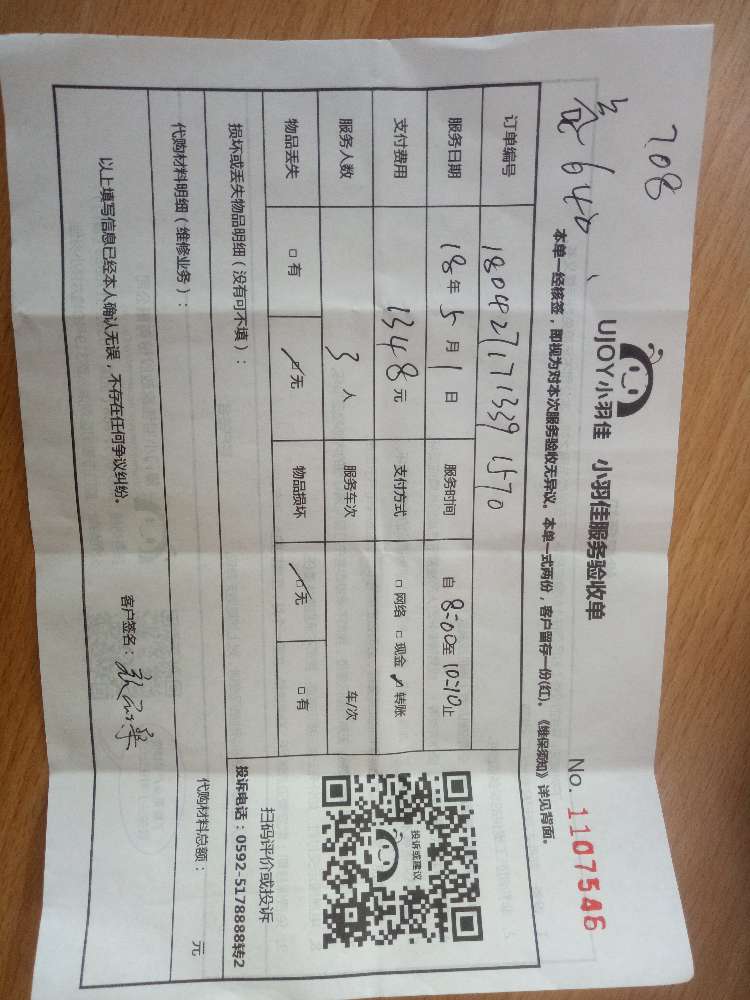 708
640
UJOY小羽佳 小羽佳服务验收单
No. 1107546
本单一经核签，即视为对本次服务验收无异议。本单一式两份，客户留存一份(红)。《维保须知》详见背面。
订单编号 180427171339 1570
服务日期 18年5月1日 服务时间 自8:00至10:10止
支付费用 1348元 支付方式 □网络 □现金 ☑转账
服务人数 3人 服务车次 车/次
物品丢失 □有 ☑无 物品损坏 ☑无 □有
投诉或建议
扫码评价或投诉
投诉电话：0592-5178888转2
损坏或丢失物品明细（没有可不填）：
代购材料明细（维修业务）： 代购材料总额： 元
以上填写信息已经本人确认无误，不存在任何争议纠纷。
客户签名：